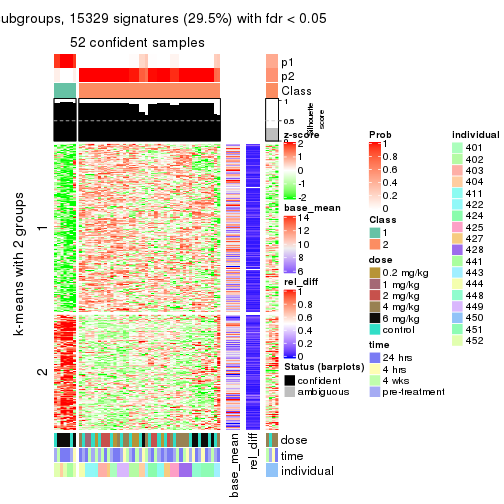 ubgroups, 15329 signatures (29.5%) with fdr < 0.05
52 confident samples
p1
p2
Class
1
0.5
0
Silhouette
score
k-means with 2 groups
1
2
base_mean
rel_diff
dose
time
individual
z-score
2
1
0
-1
-2
base_mean
14
12
10
8
6
rel_diff
1
0.8
0.6
0.4
0.2
0
Status (barplots)
confident
ambiguous
Prob
1
0.8
0.6
0.4
0.2
0
Class
1
2
dose
0.2 mg/kg
1 mg/kg
2 mg/kg
4 mg/kg
6 mg/kg
control
time
24 hrs
4 hrs
4 wks
pre-treatment
individual
401
402
403
404
411
422
424
425
427
428
441
443
444
448
449
450
451
452